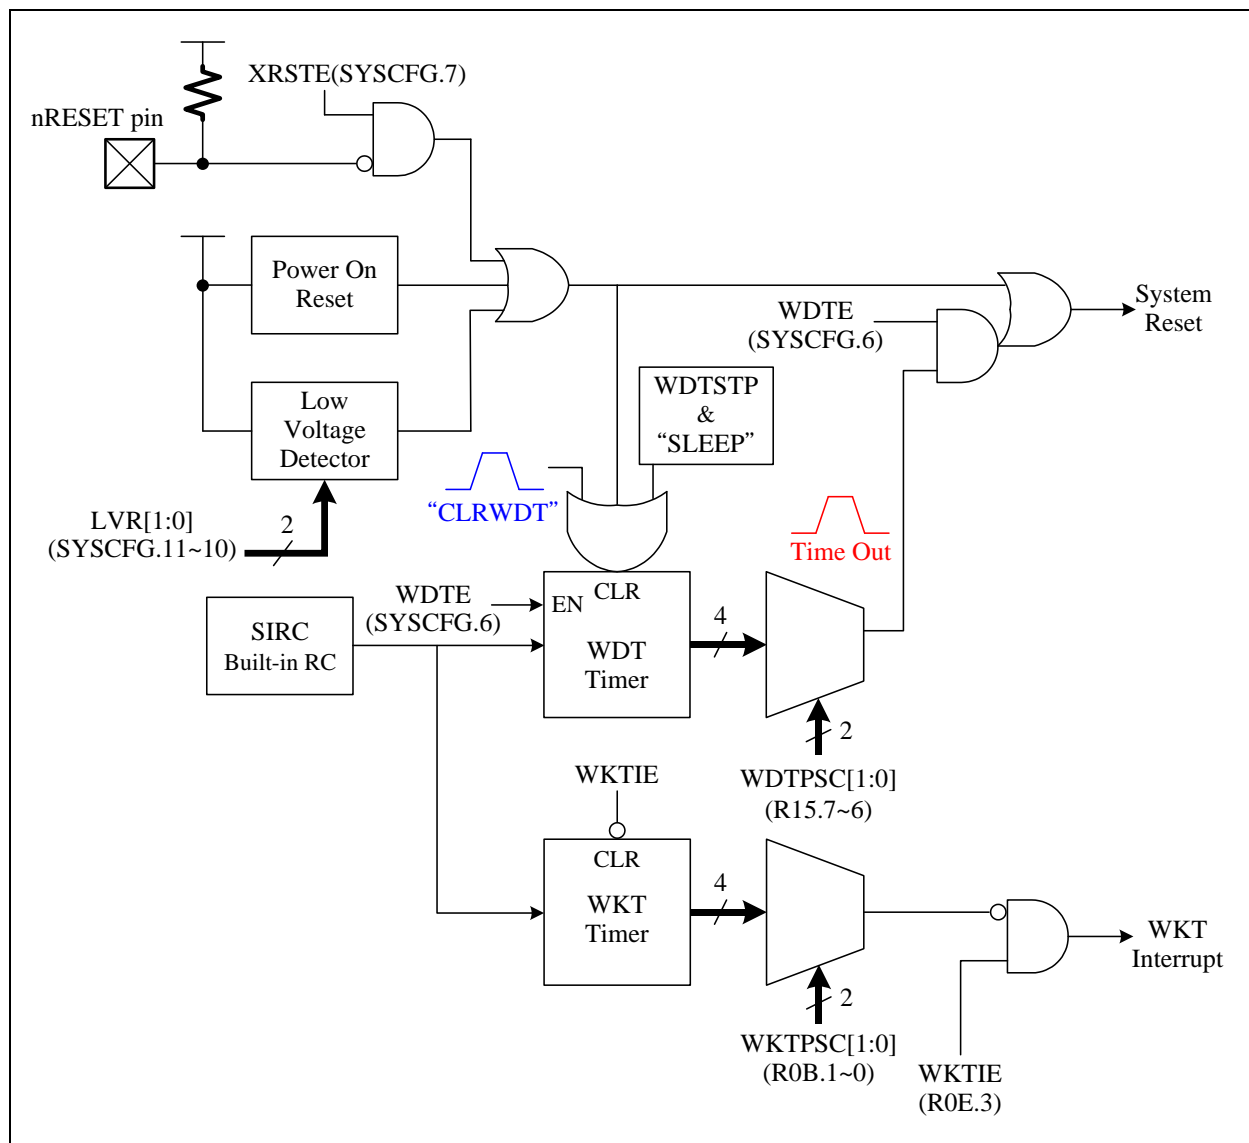 XRSTE(SYSCFG.7)
nRESET pin
Power On
Reset
System
Reset
WDTE
(SYSCFG.6)
Low
Voltage
Detector
WDTSTP
&
“SLEEP”
“CLRWDT”
LVR[1:0]
(SYSCFG.11~10)
2
Time Out
WDTE
(SYSCFG.6)
EN
CLR
WDT
Timer
4
SIRC
Built-in RC
2
WDTPSC[1:0]
(R15.7~6)
WKTIE
CLR
WKT
Timer
4
WKT
Interrupt
2
WKTPSC[1:0]
(R0B.1~0)
WKTIE
(R0E.3)